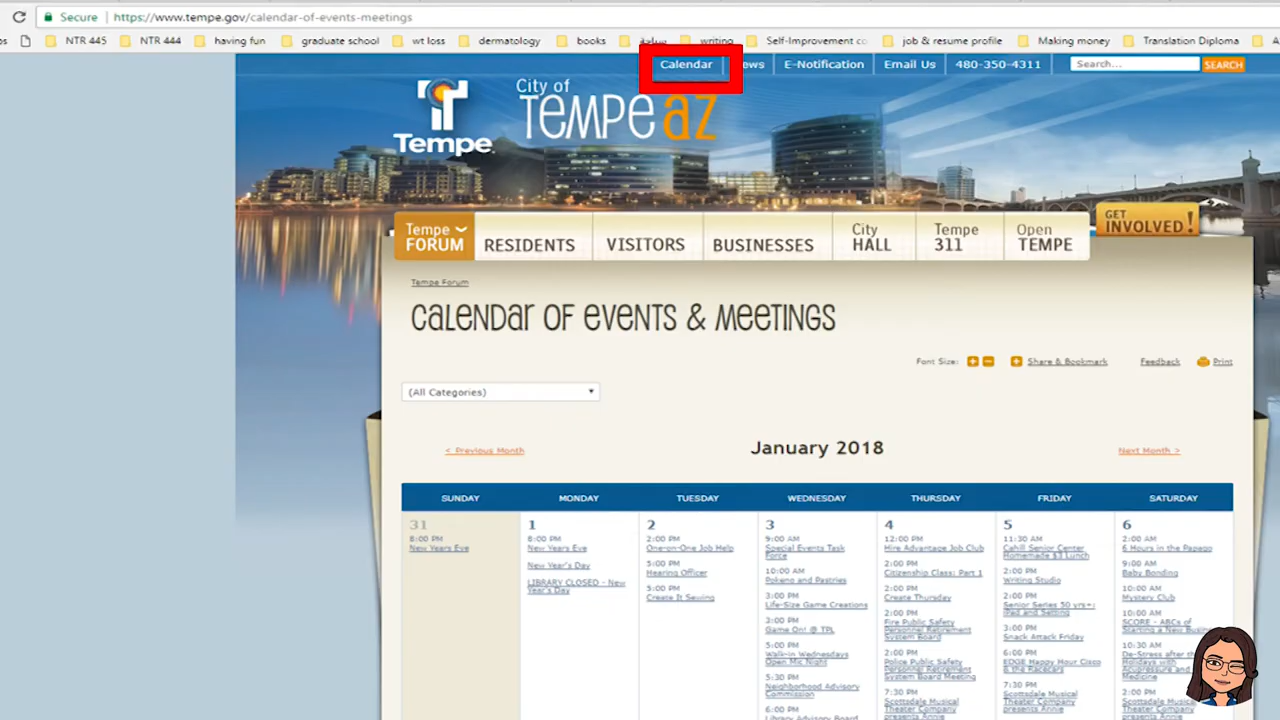 Secure https://www.tempe.gov/calendar-of-events-meetings
NTR 445 NTR 444 having fun graduate school wt loss dermatology books writing Self-Improvement co job & resume profile Making money Translation Diploma
Calendar ews E-Notification Email Us 480-350-4311 Search... SEARCH
City of
TEMPE az
Tempe
GET
INVOLVED!
Tempe
FORUM
RESIDENTS
VISITORS
BUSINESSES
City
HALL
Tempe
311
Open
TEMPE
Tempe Forum
Calendar of Events & Meetings
Font Size: Share & Bookmark Feedback Print
(All Categories)
< Previous Month January 2018 Next Month >
SUNDAY MONDAY TUESDAY WEDNESDAY THURSDAY FRIDAY SATURDAY
31
8:00 PM
New Years Eve
1
8:00 PM
New Years Eve
New Year's Day
LIBRARY CLOSED - New
Year's Day
2
2:00 PM
One-on-One Job Help
5:00 PM
Hearing Officer
5:00 PM
Create It Sewing
3
9:00 AM
Special Events Task
Force
10:00 AM
Pokeno and Pastries
3:00 PM
Life-Size Game Creations
3:00 PM
Game On! @ TPL
5:00 PM
Walk-in Wednesdays
Open Mic Night
5:30 PM
Neighborhood Advisory
Commission
6:00 PM
Library Advisory Board
4
12:00 PM
Hire Advantage Job Club
2:00 PM
Citizenship Class: Part 1
2:00 PM
Create Thursday
2:00 PM
Fire Public Safety
Personnel Retirement
System Board
2:00 PM
Police Public Safety
Personnel Retirement
System Board Meeting
7:30 PM
Scottsdale Musical
Theater Company
presents Annie
5
11:30 AM
Cahill Senior Center
Homemade $3 Lunch
2:00 PM
Writing Studio
2:00 PM
Senior Series 50 yrs+:
iPad and Setting
3:00 PM
Snack Attack Friday
6:00 PM
EDGE Happy Hour Cisco
& the Racecars
7:30 PM
Scottsdale Musical
Theater Company
presents Annie
6
2:00 AM
6 Hours in the Papago
9:00 AM
Baby Bonding
10:00 AM
Mystery Club
10:00 AM
SCORE - ABCs of
Starting a New
10:30 AM
De-Stress after
Holidays with
Acupressure and
Medicine
2:00 PM
Scottsdale
Theater Company
presents Annie